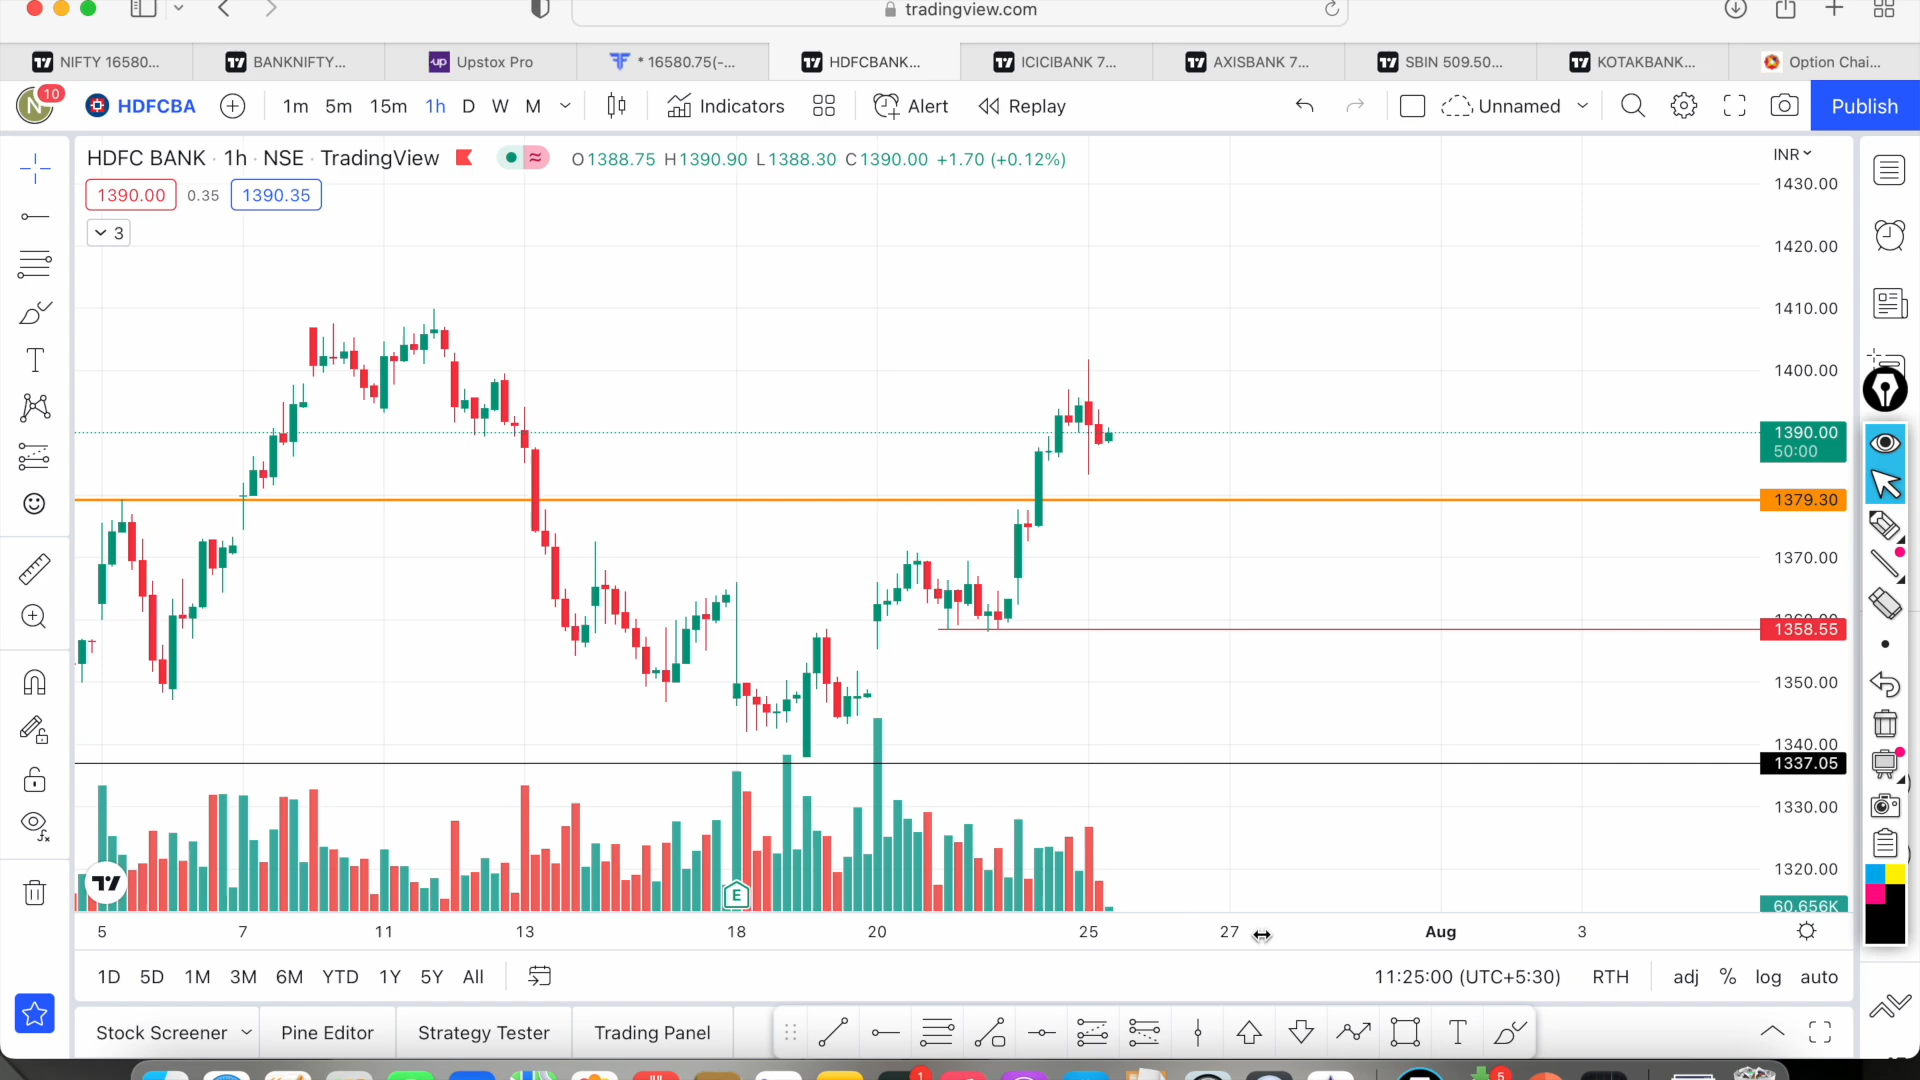 tradingview.com
NIFTY 16580...
BANKNIFTY...
up Upstox Pro
* 16580.75(-...
HDFCBANK...
ICICIBANK 7...
AXISBANK 7...
SBIN 509.50...
KOTAKBANK...
Option Chai...
N 10 HDFCBA 1m 5m 15m 1h D W M Indicators Alert Replay Unnamed Publish
HDFC BANK · 1h · NSE · TradingView O1388.75 H1390.90 L1388.30 C1390.00 +1.70 (+0.12%)
INR
1390.00 0.35 1390.35
3
1430.00
1420.00
1410.00
1400.00
1390.00
50:00
1379.30
1370.00
1358.55
1350.00
1340.00
1337.05
1330.00
1320.00
60.656K
E
5 7 11 13 18 20 25 27 Aug 3
1D 5D 1M 3M 6M YTD 1Y 5Y All 11:25:00 (UTC+5:30) RTH adj % log auto
Stock Screener Pine Editor Strategy Tester Trading Panel
1
5